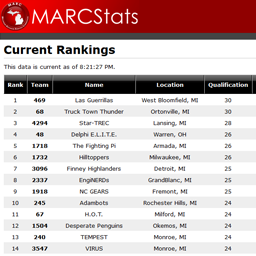 MARC
MARCStats
Current Rankings
This data is current as of 8:21:27 PM.
Rank Team Name Location Qualification
1 469 Las Guerrillas West Bloomfield, MI 30
2 68 Truck Town Thunder Ortonville, MI 30
3 4294 Star-TREC Lansing, MI 28
4 48 Delphi E.L.I.T.E. Warren, OH 26
5 1718 The Fighting Pi Armada, MI 26
6 1732 Hilltoppers Milwaukee, MI 26
7 3096 Finney Highlanders Detroit, MI 25
8 2337 EngiNERDs GrandBlanc, MI 25
9 1918 NC GEARS Fremont, MI 25
10 245 Adambots Rochester Hills, MI 24
11 67 H.O.T. Milford, MI 24
12 1504 Desperate Penguins Okemos, MI 24
13 240 TEMPEST Monroe, MI 24
14 3547 VIRUS Monroe, MI 24